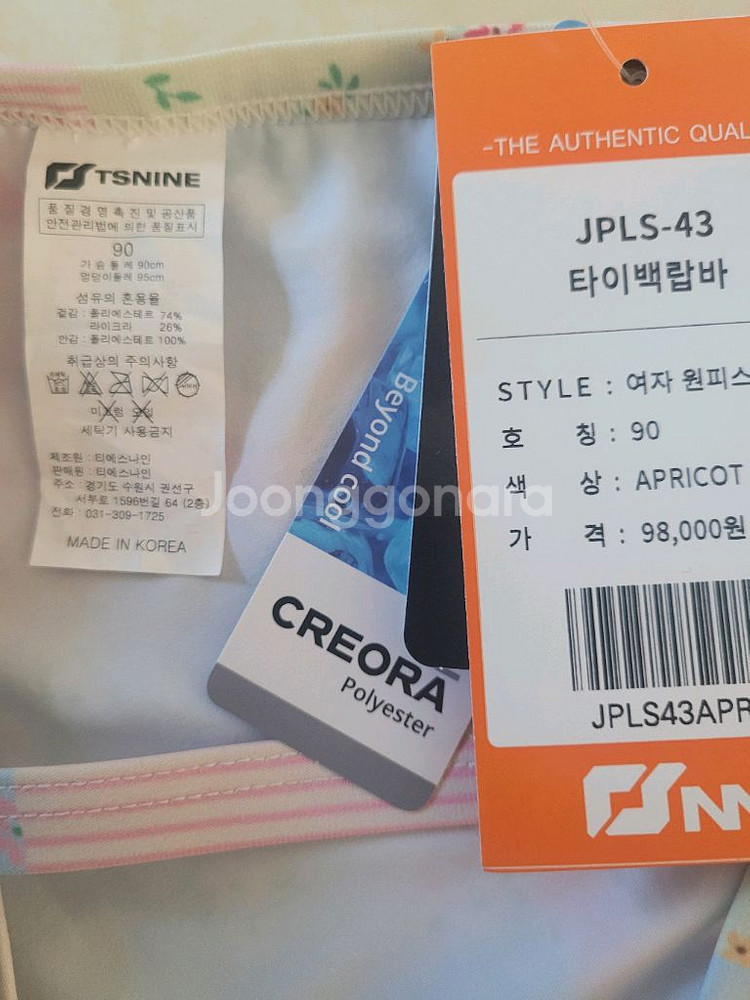 TSNINE
품질경영촉진및공산품
안전관리법에 의한 품질표시
90
가슴둘레 90cm
엉덩이둘레 95cm
섬유의 혼용율
겉감 : 폴리에스테르 74%
라이크라 26%
안감 : 폴리에스테르 100%
취급상의 주의사항
세탁기 사용금지
제조원 : 티에스나인
판매원 : 티에스나인
주소 : 경기도 수원시 권선구
서부로 1596번길 64 (2층)
전화 : 031-309-1725
MADE IN KOREA
Beyond cool
CREORA
Polyester
-THE AUTHENTIC QUAL
JPLS-43
타이백랍바
STYLE : 여자 원피스
호 칭 : 90
색 상 : APRICOT
가 격 : 98,000원
JPLS43APR
Joonggonara